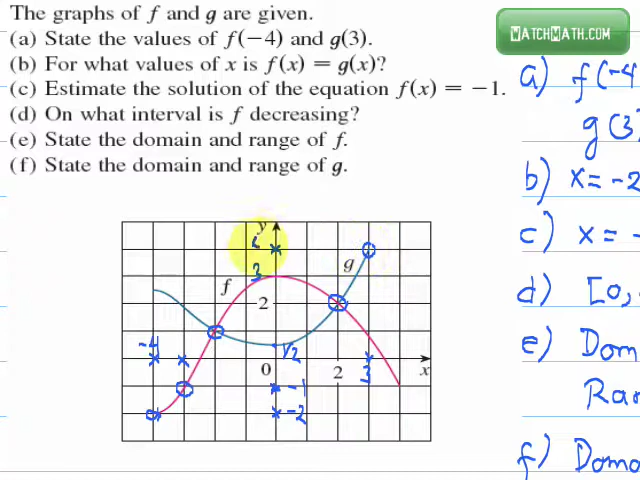 The graphs of f and g are given.
(a) State the values of f(−4) and g(3).
(b) For what values of x is f(x) = g(x)?
(c) Estimate the solution of the equation f(x) = −1.
(d) On what interval is f decreasing?
(e) State the domain and range of f.
(f) State the domain and range of g.
WATCHMATH.COM
a) f(-4
g(3)
b) x = -2
c) x = -
d) [0,
e) Dom
Ran
f) Doma
y
g
3
f
2
-4
1/2
0
2
3
x
-1
-2